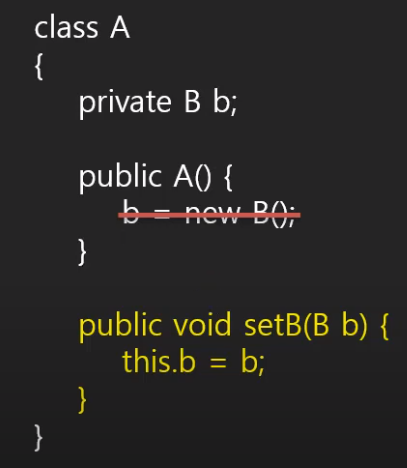 class A
{
private B b;
public A() {
b = new B();
}
public void setB(B b) {
this.b = b;
}
}